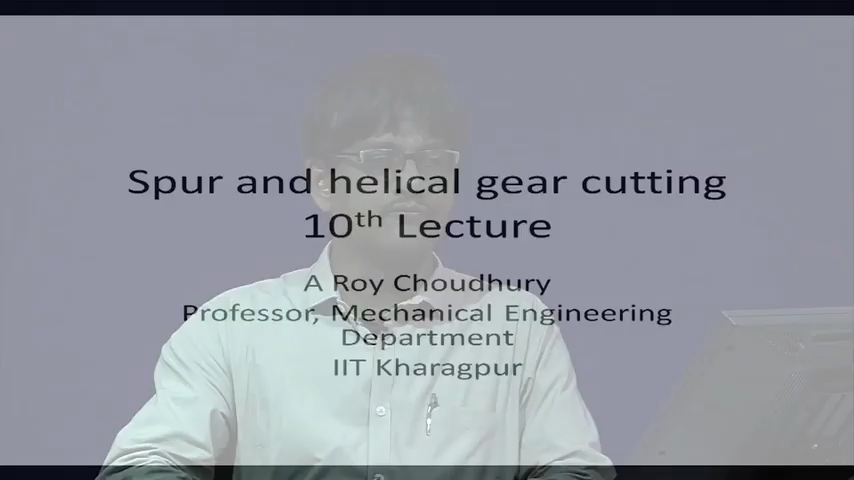 Spur and helical gear cutting
10th Lecture
A Roy Choudhury
Professor, Mechanical Engineering
Department
IIT Kharagpur